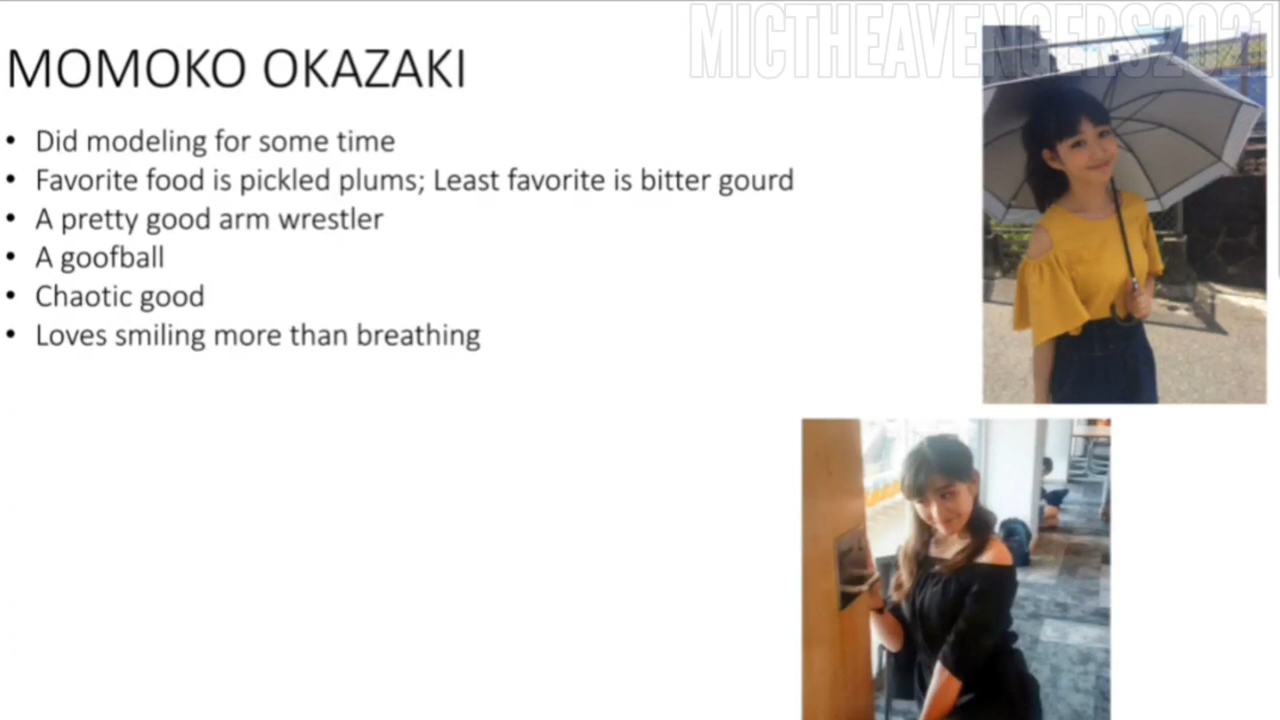 MICTHEAVENGERS2021
MOMOKO OKAZAKI
• Did modeling for some time
• Favorite food is pickled plums; Least favorite is bitter gourd
• A pretty good arm wrestler
• A goofball
• Chaotic good
• Loves smiling more than breathing